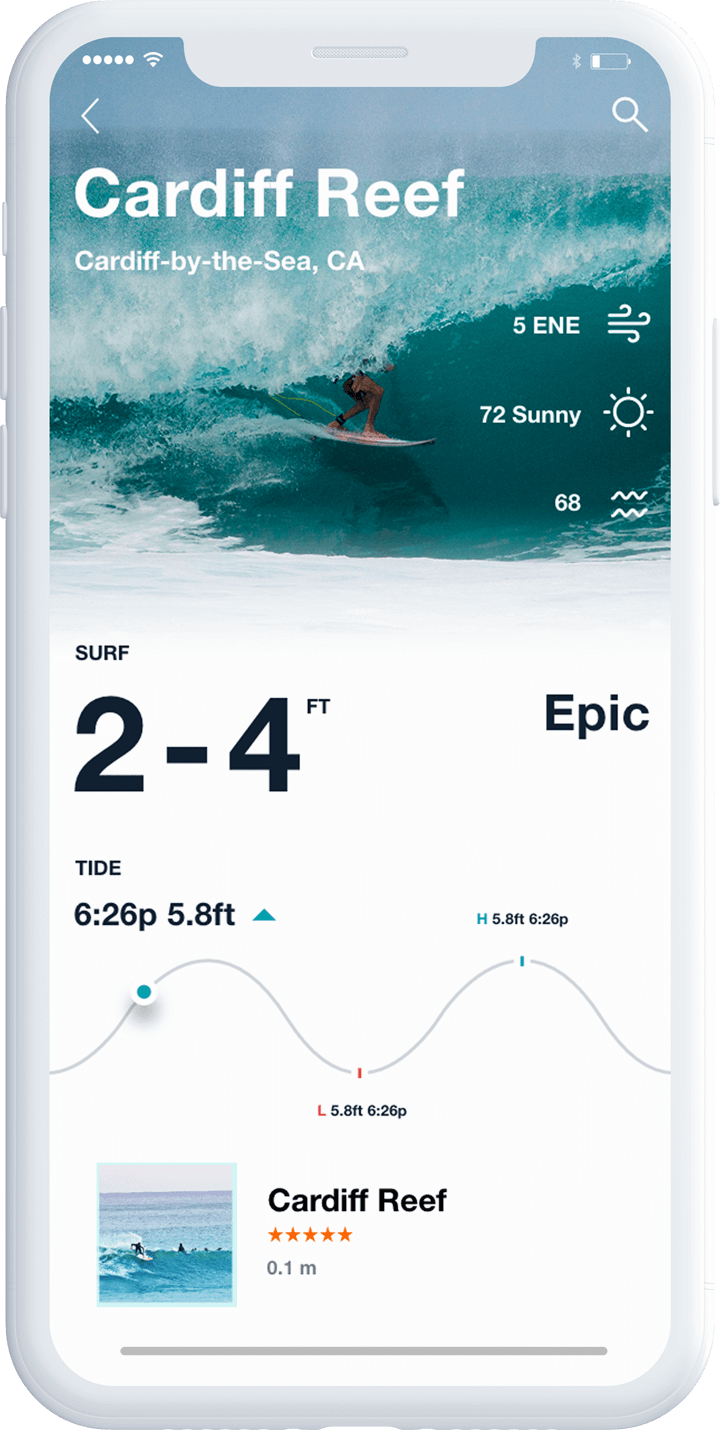 Cardiff Reef
Cardiff-by-the-Sea, CA
5 ENE
72 Sunny
68
SURF
2-4 FT
Epic
TIDE
6:26p 5.8ft
H 5.8ft 6:26p
L 5.8ft 6:26p
Cardiff Reef
0.1 m